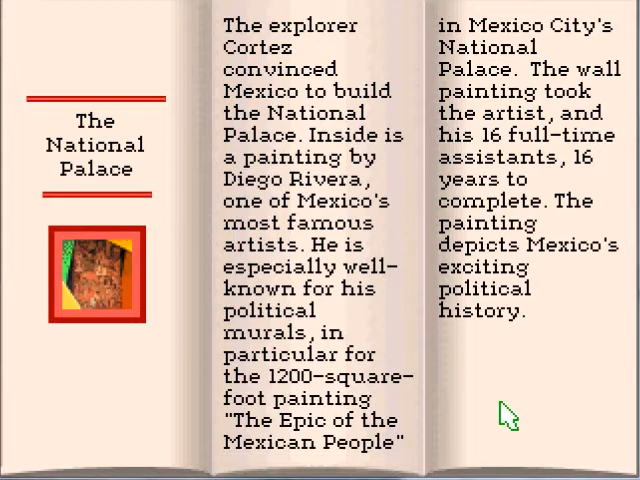 The
National
Palace
The explorer
Cortez
convinced
Mexico to build
the National
Palace. Inside is
a painting by
Diego Rivera,
one of Mexico's
most famous
artists. He is
especially well-
known for his
political
murals, in
particular for
the 1200-square-
foot painting
"The Epic of the
Mexican People"
in Mexico City's
National
Palace.  The wall
painting took
the artist, and
his 16 full-time
assistants, 16
years to
complete. The
painting
depicts Mexico's
exciting
political
history.